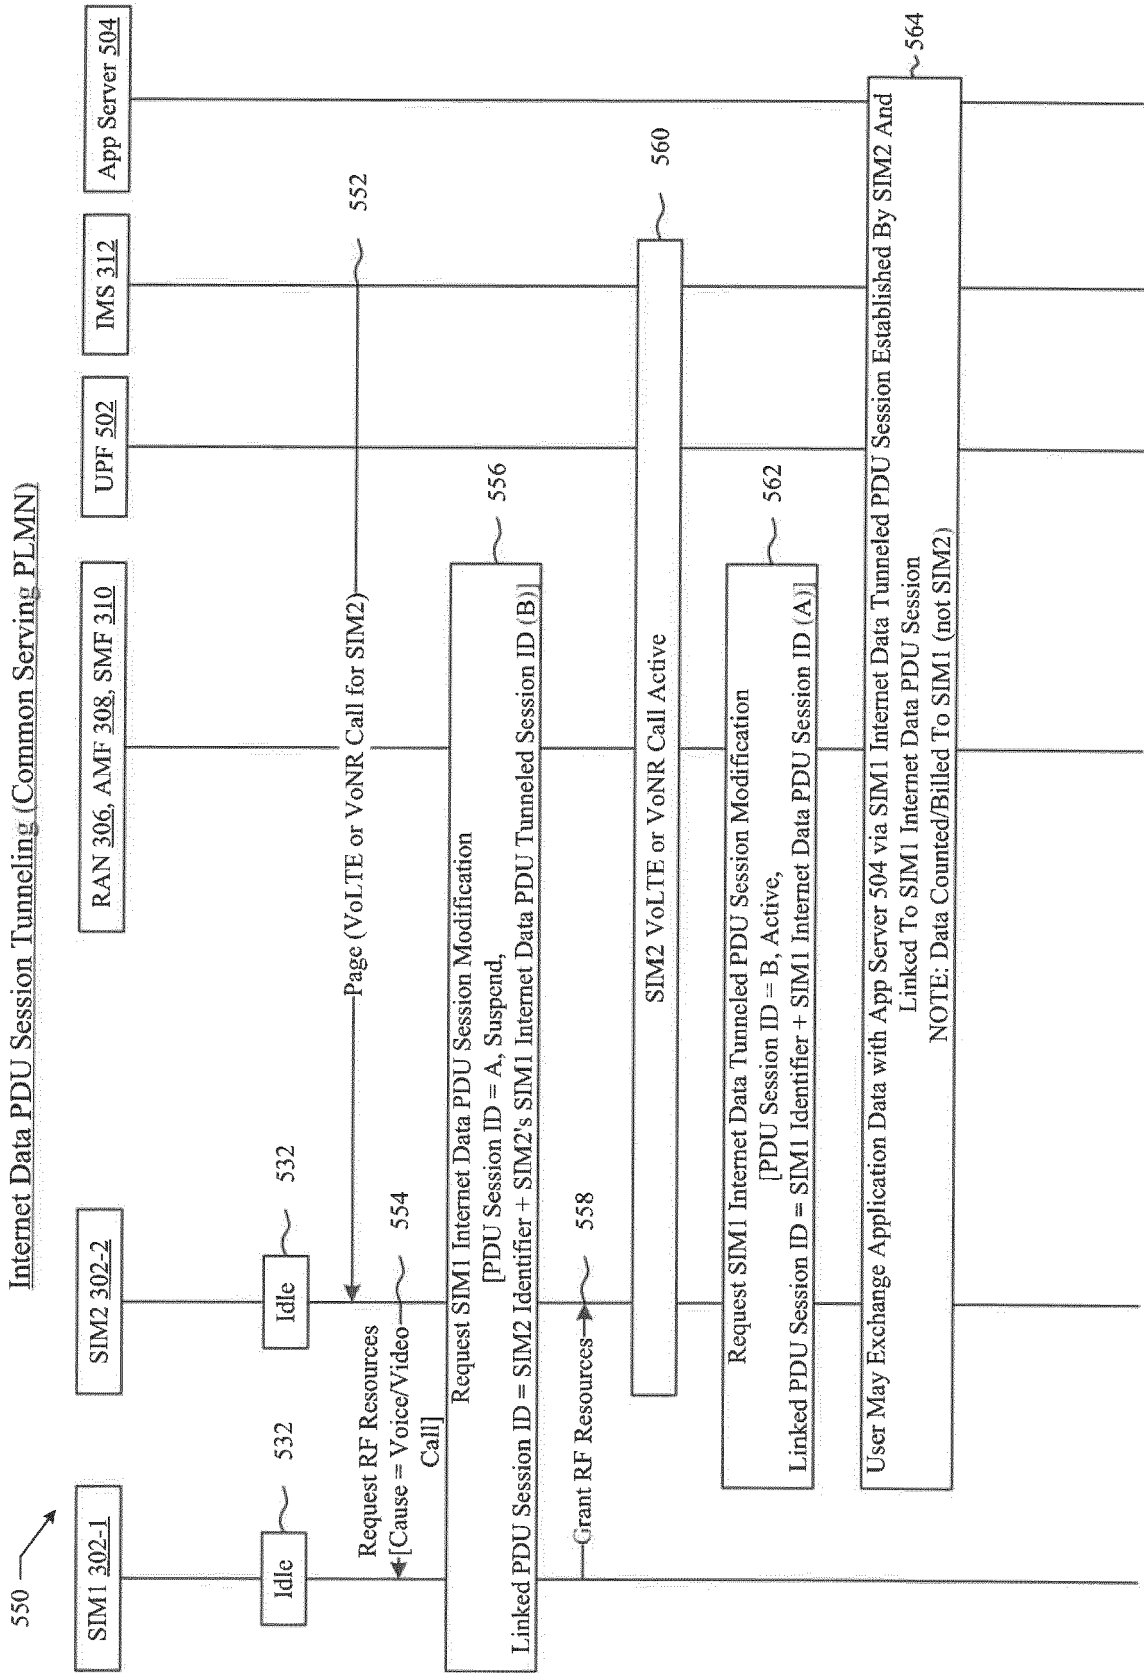 Internet Data PDU Session Tunneling (Common Serving PLMN)
550
SIM1 302-1
SIM2 302-2
RAN 306, AMF 308, SMF 310
UPF 502
IMS 312
App Server 504
Idle
532
Idle
532
Page (VoLTE or VoNR Call for SIM2)
552
Request RF Resources
[Cause = Voice/Video
Call]
554
Request SIM1 Internet Data PDU Session Modification
[PDU Session ID = A, Suspend,
Linked PDU Session ID = SIM2 Identifier + SIM2's SIM1 Internet Data PDU Tunneled Session ID (B)]
556
Grant RF Resources
558
SIM2 VoLTE or VoNR Call Active
560
Request SIM1 Internet Data Tunneled PDU Session Modification
[PDU Session ID = B, Active,
Linked PDU Session ID = SIM1 Identifier + SIM1 Internet Data PDU Session ID (A)]
562
User May Exchange Application Data with App Server 504 via SIM1 Internet Data Tunneled PDU Session Established By SIM2 And
Linked To SIM1 Internet Data PDU Session
NOTE: Data Counted/Billed To SIM1 (not SIM2)
564